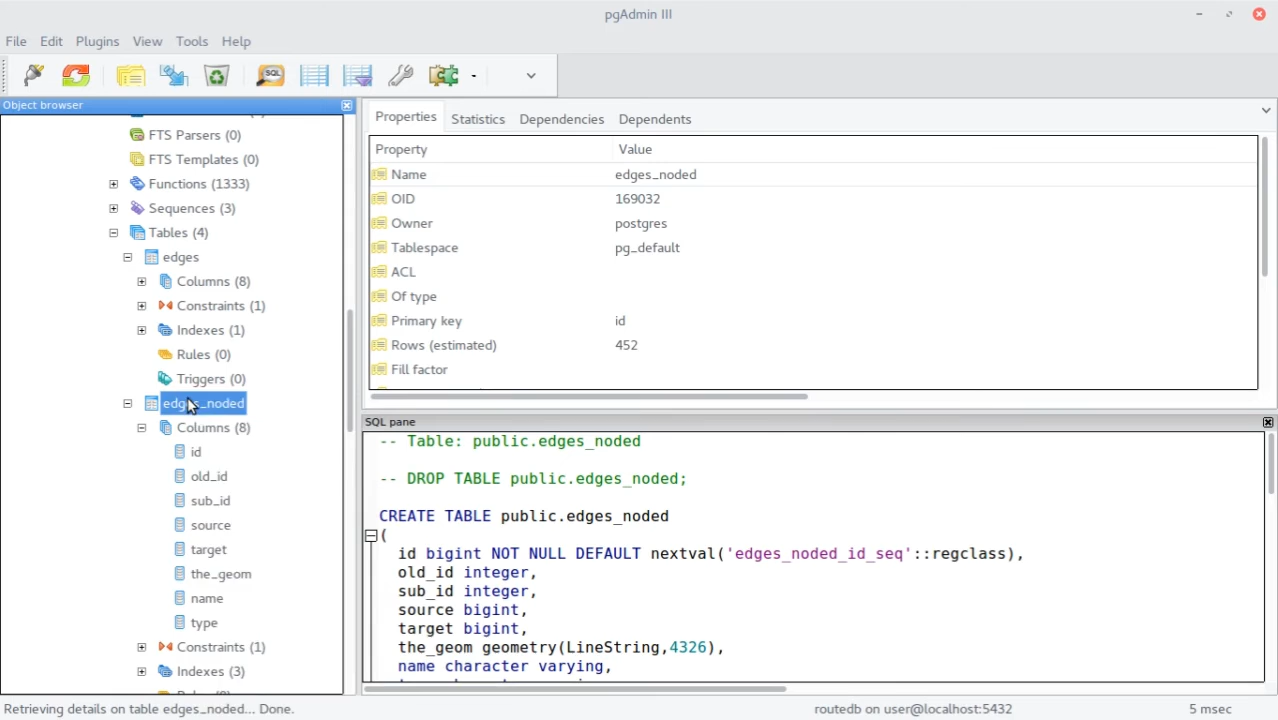 pgAdmin III
File Edit Plugins View Tools Help
SQL
Object browser
FTS Parsers (0)
FTS Templates (0)
Functions (1333)
Sequences (3)
Tables (4)
edges
Columns (8)
Constraints (1)
Indexes (1)
Rules (0)
Triggers (0)
edges_noded
Columns (8)
id
old_id
sub_id
source
target
the_geom
name
type
Constraints (1)
Indexes (3)
Properties Statistics Dependencies Dependents
Property Value
Name edges_noded
OID 169032
Owner postgres
Tablespace pg_default
ACL
Of type
Primary key id
Rows (estimated) 452
Fill factor
SQL pane
-- Table: public.edges_noded
-- DROP TABLE public.edges_noded;
CREATE TABLE public.edges_noded
(
id bigint NOT NULL DEFAULT nextval('edges_noded_id_seq'::regclass),
old_id integer,
sub_id integer,
source bigint,
target bigint,
the_geom geometry(LineString,4326),
name character varying,
Retrieving details on table edges_noded... Done. routedb on user@localhost:5432 5 msec